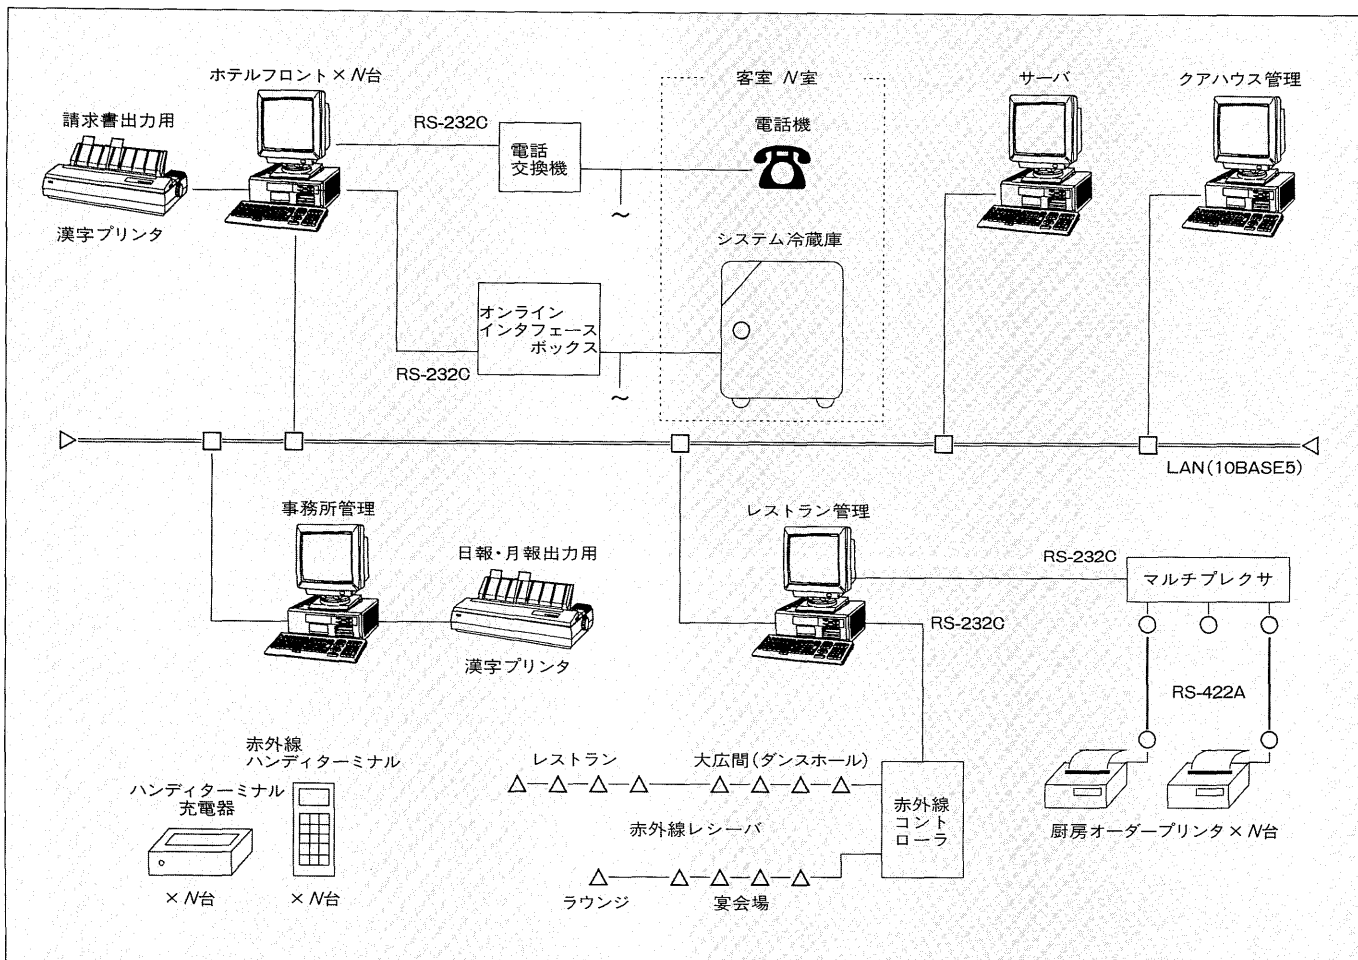 ホテルフロント×N台
請求書出力用
漢字プリンタ
RS-232C
電話
交換機
客室 N室
電話機
システム冷蔵庫
オンライン
インタフェース
ボックス
RS-232C
～
～
サーバ
クアハウス管理
LAN(10BASE5)
事務所管理
日報・月報出力用
漢字プリンタ
レストラン管理
RS-232C
マルチプレクサ
RS-232C
RS-422A
厨房オーダープリンタ×N台
赤外線
ハンディターミナル
ハンディターミナル
充電器
×N台
×N台
レストラン
大広間(ダンスホール)
赤外線レシーバ
赤外線
コント
ローラ
ラウンジ
宴会場